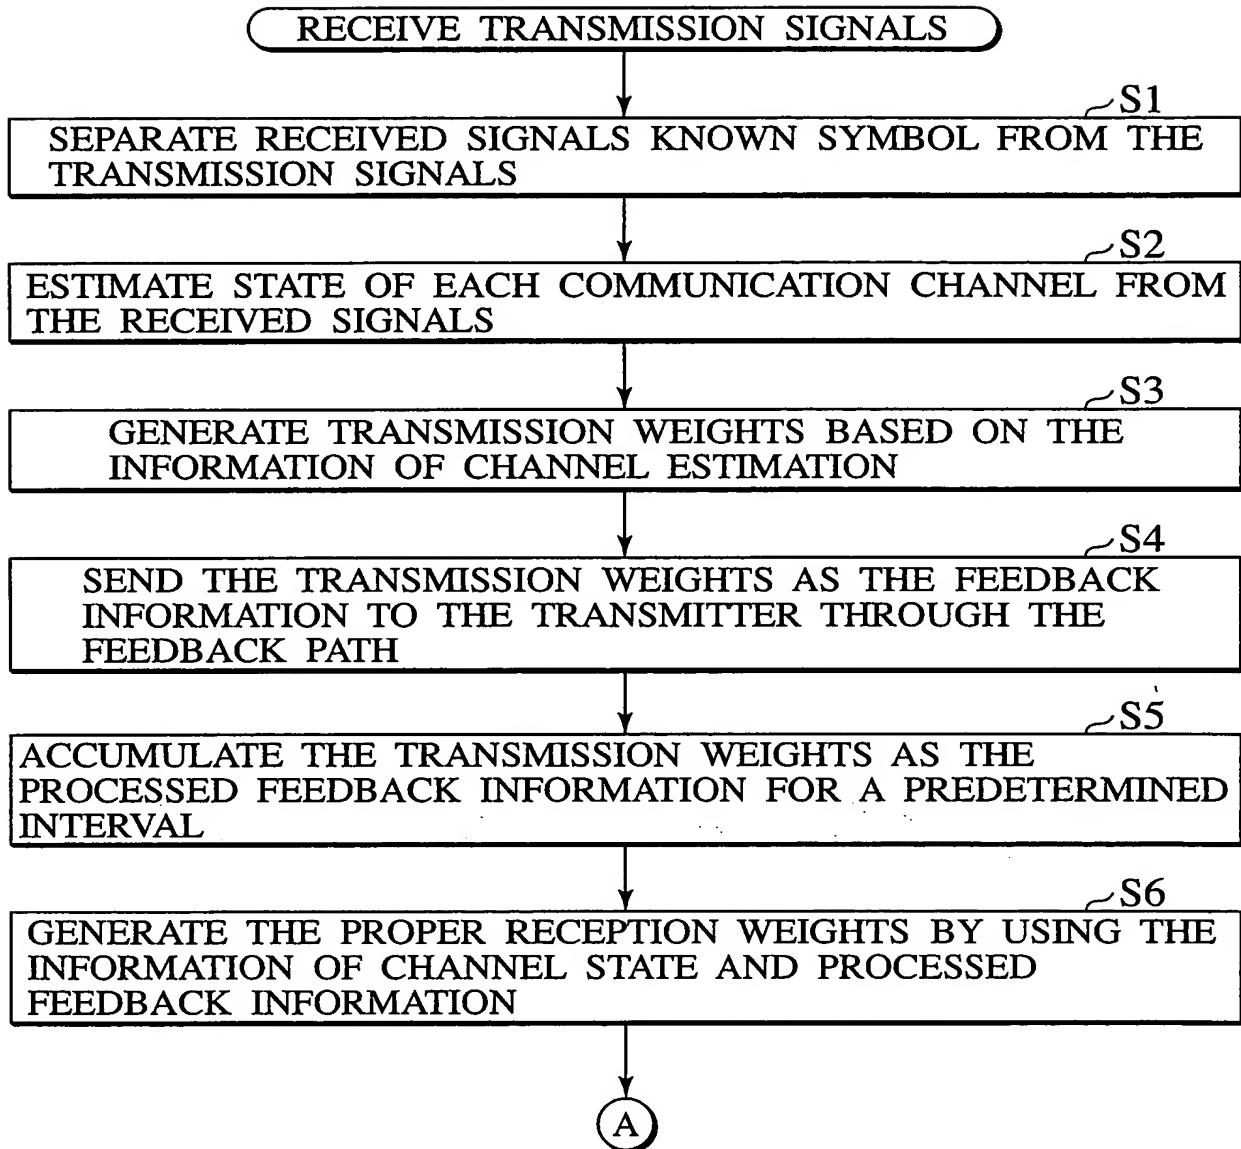 RECEIVE TRANSMISSION SIGNALS
S1
SEPARATE RECEIVED SIGNALS KNOWN SYMBOL FROM THE
TRANSMISSION SIGNALS
S2
ESTIMATE STATE OF EACH COMMUNICATION CHANNEL FROM
THE RECEIVED SIGNALS
S3
GENERATE TRANSMISSION WEIGHTS BASED ON THE
INFORMATION OF CHANNEL ESTIMATION
S4
SEND THE TRANSMISSION WEIGHTS AS THE FEEDBACK
INFORMATION TO THE TRANSMITTER THROUGH THE
FEEDBACK PATH
S5
ACCUMULATE THE TRANSMISSION WEIGHTS AS THE
PROCESSED FEEDBACK INFORMATION FOR A PREDETERMINED
INTERVAL
S6
GENERATE THE PROPER RECEPTION WEIGHTS BY USING THE
INFORMATION OF CHANNEL STATE AND PROCESSED
FEEDBACK INFORMATION
A